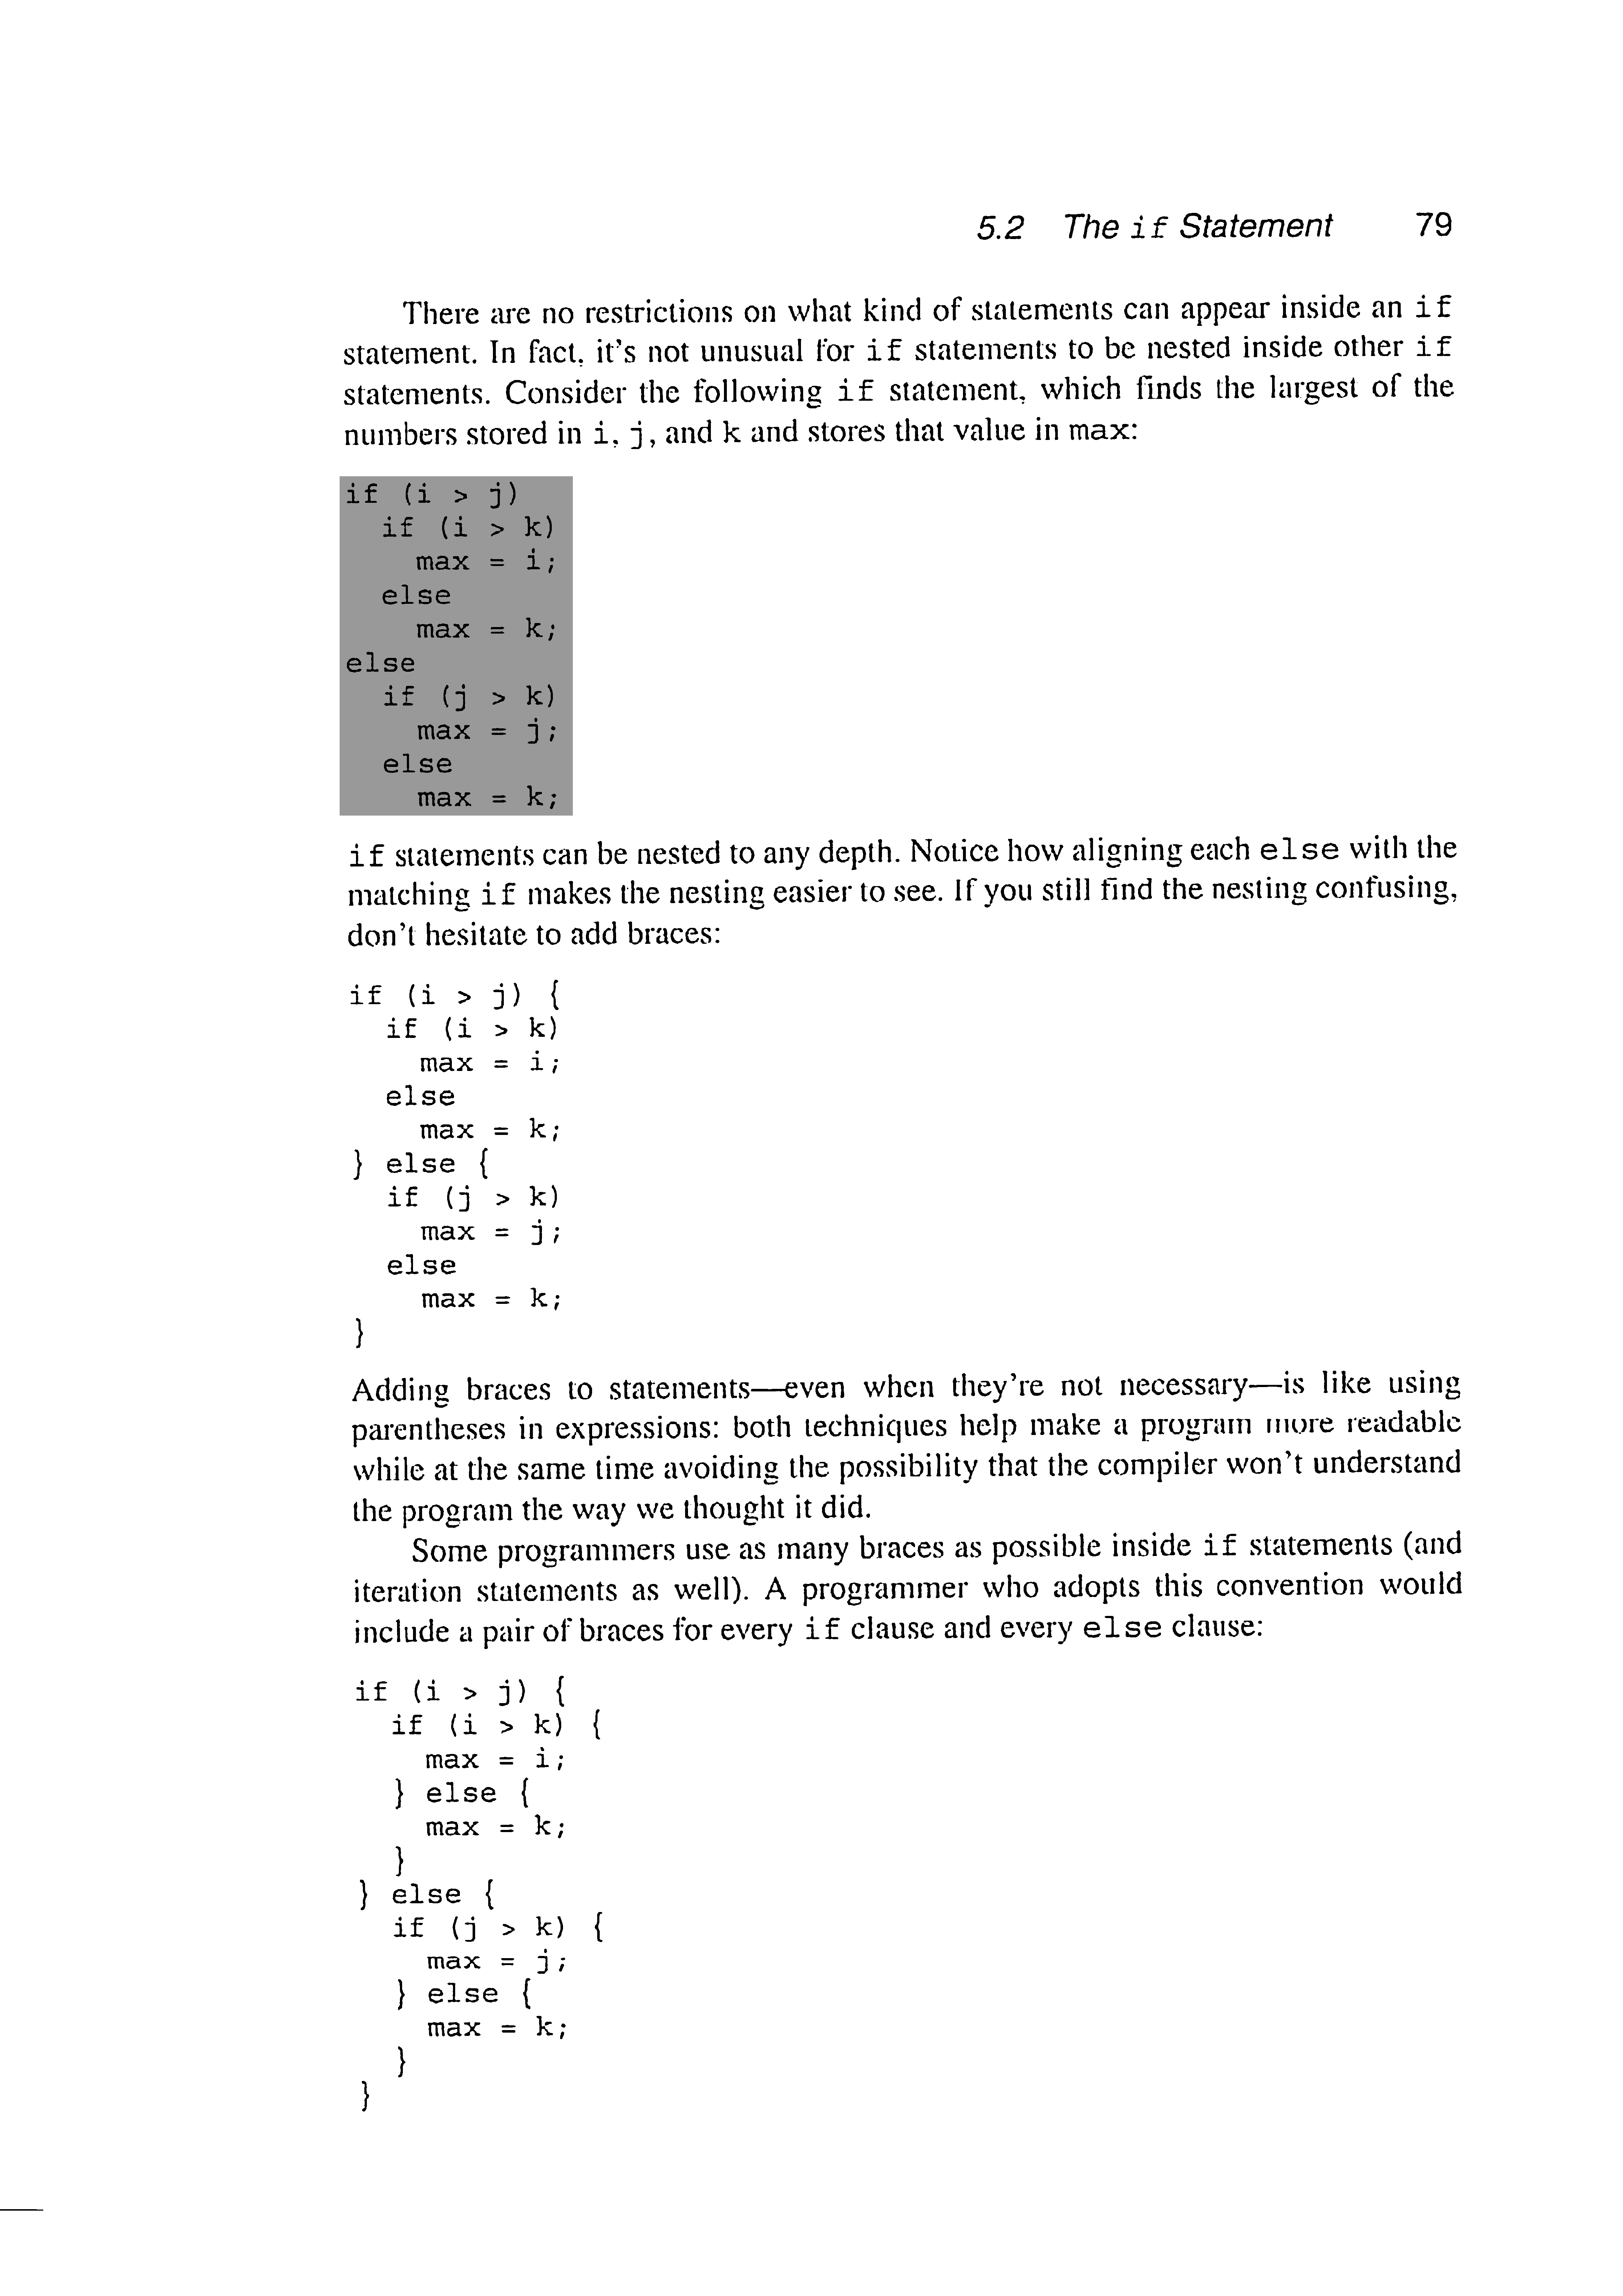 5.2 The if Statement 79
There are no restrictions on what kind of statements can appear inside an if
statement. In fact, it's not unusual for if statements to be nested inside other if
statements. Consider the following if statement, which finds the largest of the
numbers stored in i, j, and k and stores that value in max:
if (i > j)
  if (i > k)
    max = i;
  else
    max = k;
else
  if (j > k)
    max = j;
  else
    max = k;
if statements can be nested to any depth. Notice how aligning each else with the
matching if makes the nesting easier to see. If you still find the nesting confusing,
don't hesitate to add braces:
if (i > j) {
  if (i > k)
    max = i;
  else
    max = k;
} else {
  if (j > k)
    max = j;
  else
    max = k;
}
Adding braces to statements—even when they're not necessary—is like using
parentheses in expressions: both techniques help make a program more readable
while at the same time avoiding the possibility that the compiler won't understand
the program the way we thought it did.
Some programmers use as many braces as possible inside if statements (and
iteration statements as well). A programmer who adopts this convention would
include a pair of braces for every if clause and every else clause:
if (i > j) {
  if (i > k) {
    max = i;
  } else {
    max = k;
  }
} else {
  if (j > k) {
    max = j;
  } else {
    max = k;
  }
}